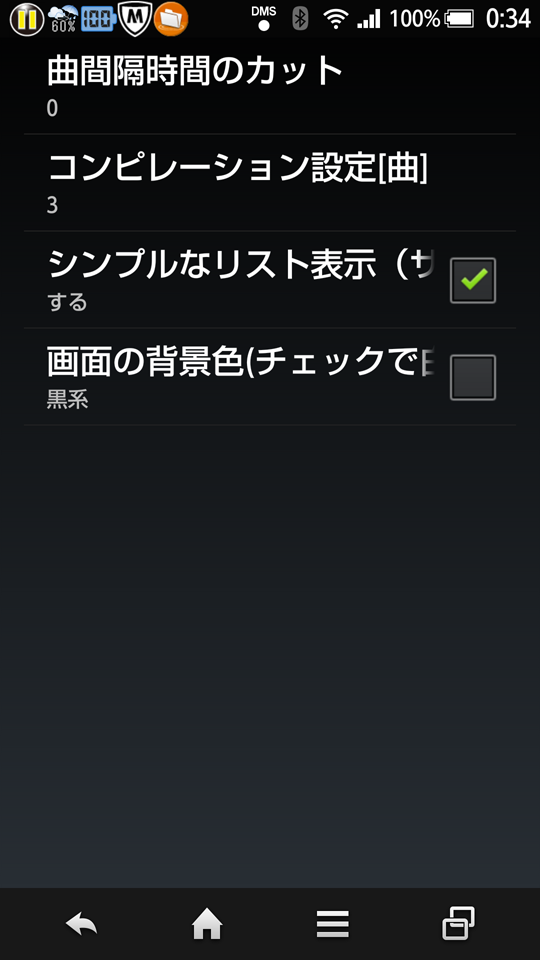 60%
100
M
DMS
100%
0:34
曲間隔時間のカット
0
コンピレーション設定[曲]
3
シンプルなリスト表示（サ
する
画面の背景色(チェックで
黒系